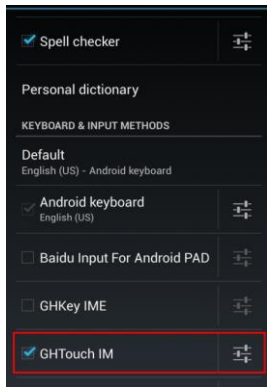 Spell checker
Personal dictionary
KEYBOARD & INPUT METHODS
Default
English (US) - Android keyboard
Android keyboard
English (US)
Baidu Input For Android PAD
GHKey IME
GHTouch IM